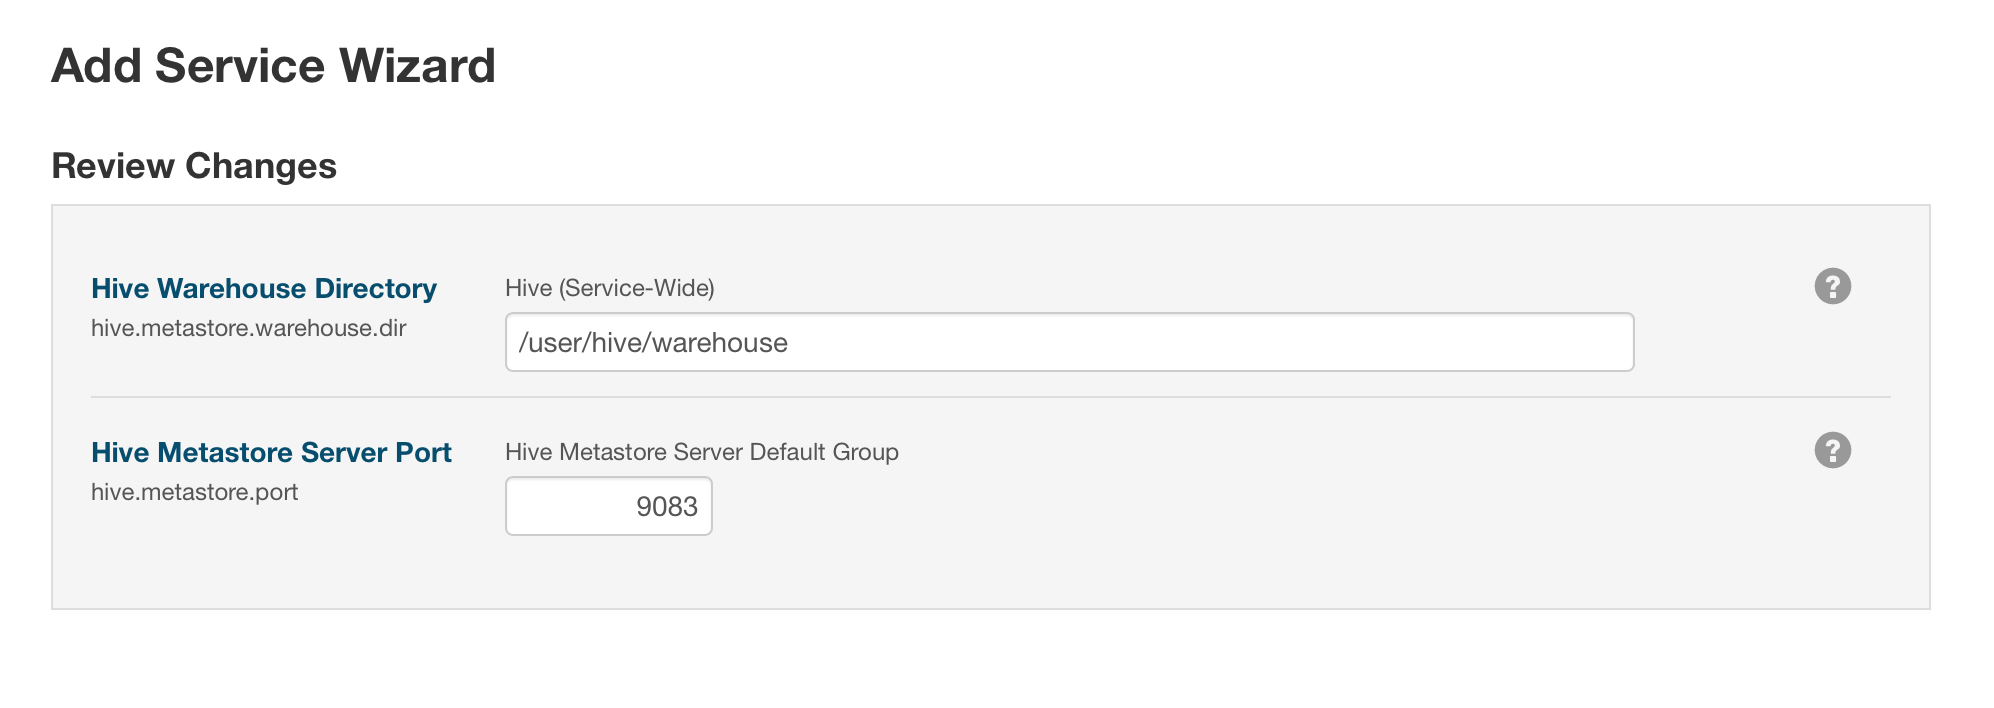 Add Service Wizard
Review Changes
Hive Warehouse Directory
hive.metastore.warehouse.dir
Hive (Service-Wide)
/user/hive/warehouse
?
Hive Metastore Server Port
hive.metastore.port
Hive Metastore Server Default Group
9083
?